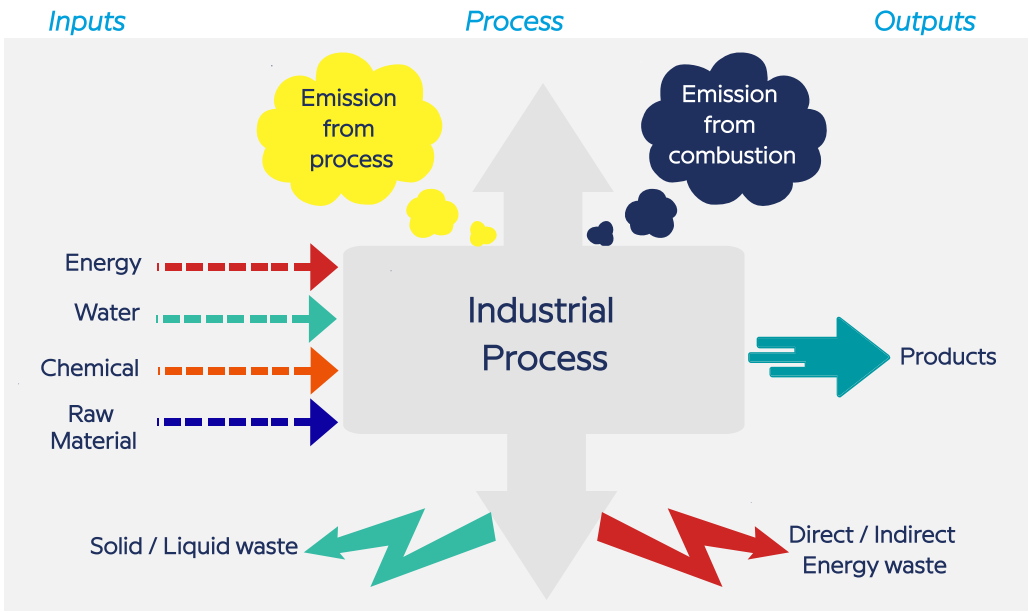 Inputs
Process
Outputs
Emission
from
process
Emission
from
combustion
Energy
Water
Chemical
Raw
Material
Industrial
Process
Products
Solid / Liquid waste
Direct / Indirect
Energy waste